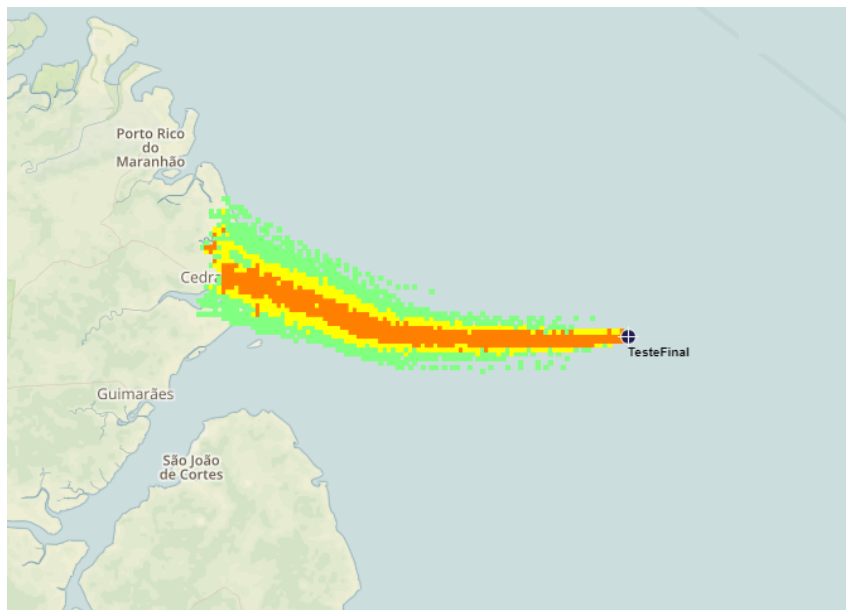 Porto Rico
do
Maranhão
Cedra
TesteFinal
Guimarães
São João
de Cortes